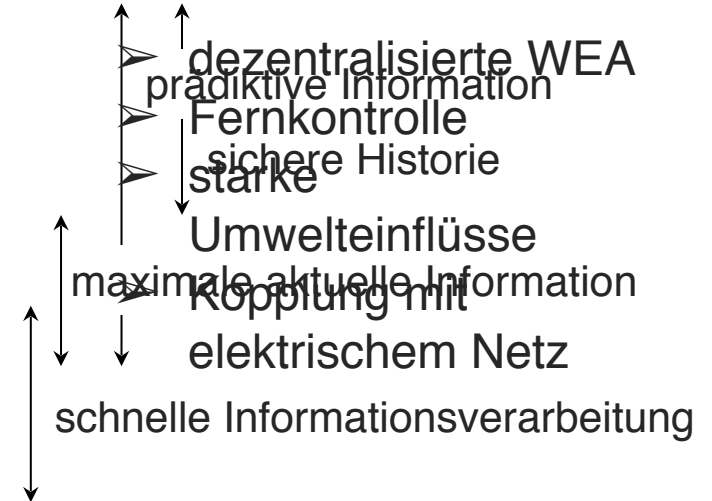 dezentralisierte WEA
prädiktive Information
Fernkontrolle
sichere Historie
starke
Umwelteinflüsse
maximale aktuelle Information
Kopplung mit
elektrischem Netz
schnelle Informationsverarbeitung